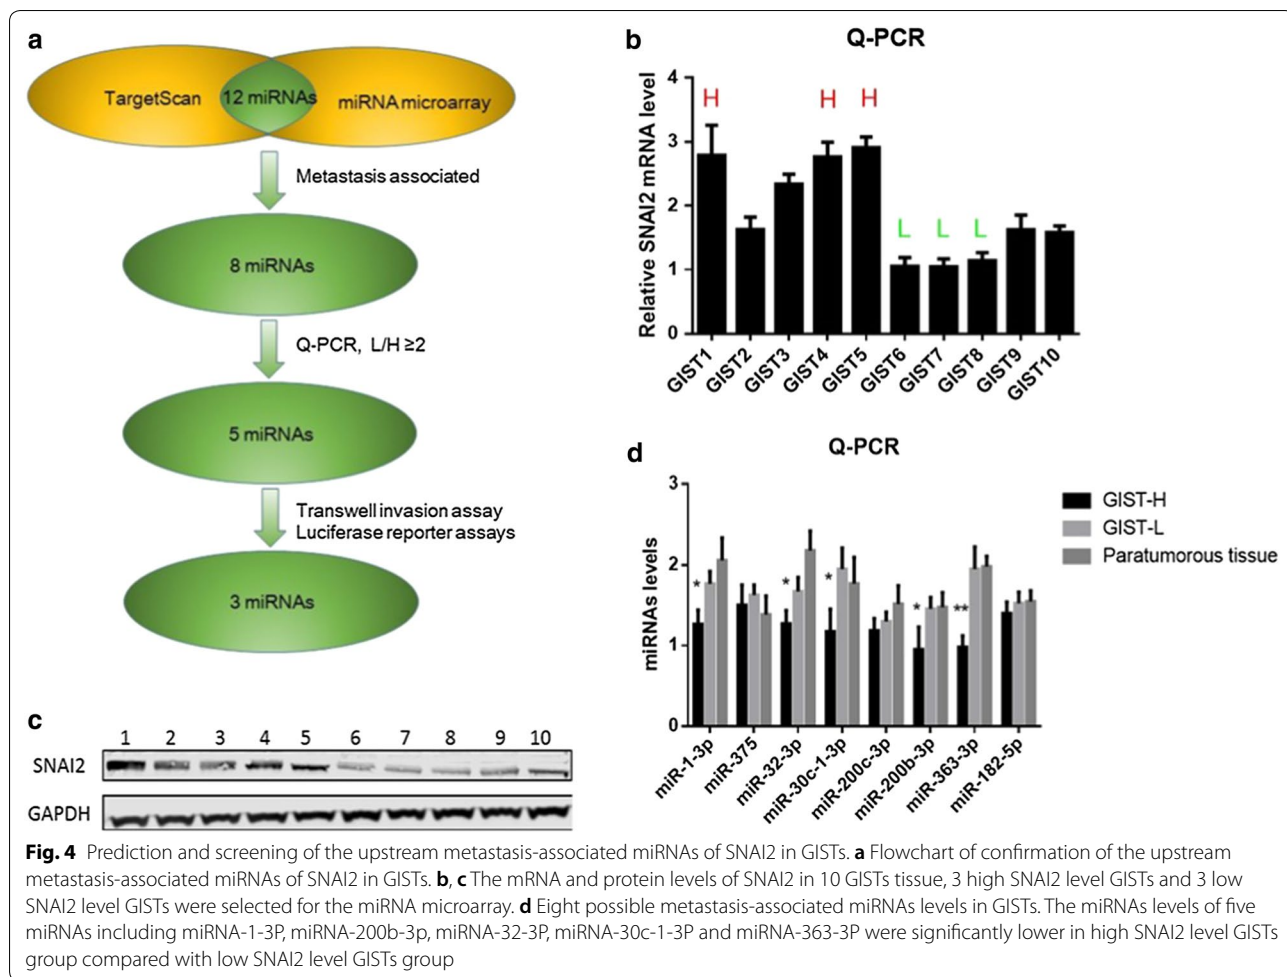 a
TargetScan
12 miRNAs
miRNA microarray
Metastasis associated
8 miRNAs
Q-PCR, L/H ≥2
5 miRNAs
Transwell invasion assay
Luciferase reporter assays
3 miRNAs
b
Q-PCR
Relative SNAI2 mRNA level
4
3
2
1
0
H
H
H
L
L
L
GIST1
GIST2
GIST3
GIST4
GIST5
GIST6
GIST7
GIST8
GIST9
GIST10
c
1 2 3 4 5 6 7 8 9 10
SNAI2
GAPDH
d
Q-PCR
miRNAs levels
3
2
1
0
*
*
*
*
**
miR-1-3p
miR-375
miR-32-3p
miR-30c-1-3p
miR-200c-3p
miR-200b-3p
miR-363-3p
miR-182-5p
GIST-H
GIST-L
Paratumorous tissue
Fig. 4 Prediction and screening of the upstream metastasis-associated miRNAs of SNAI2 in GISTs. a Flowchart of confirmation of the upstream
metastasis-associated miRNAs of SNAI2 in GISTs. b, c The mRNA and protein levels of SNAI2 in 10 GISTs tissue, 3 high SNAI2 level GISTs and 3 low
SNAI2 level GISTs were selected for the miRNA microarray. d Eight possible metastasis-associated miRNAs levels in GISTs. The miRNAs levels of five
miRNAs including miRNA-1-3P, miRNA-200b-3p, miRNA-32-3P, miRNA-30c-1-3P and miRNA-363-3P were significantly lower in high SNAI2 level GISTs
group compared with low SNAI2 level GISTs group